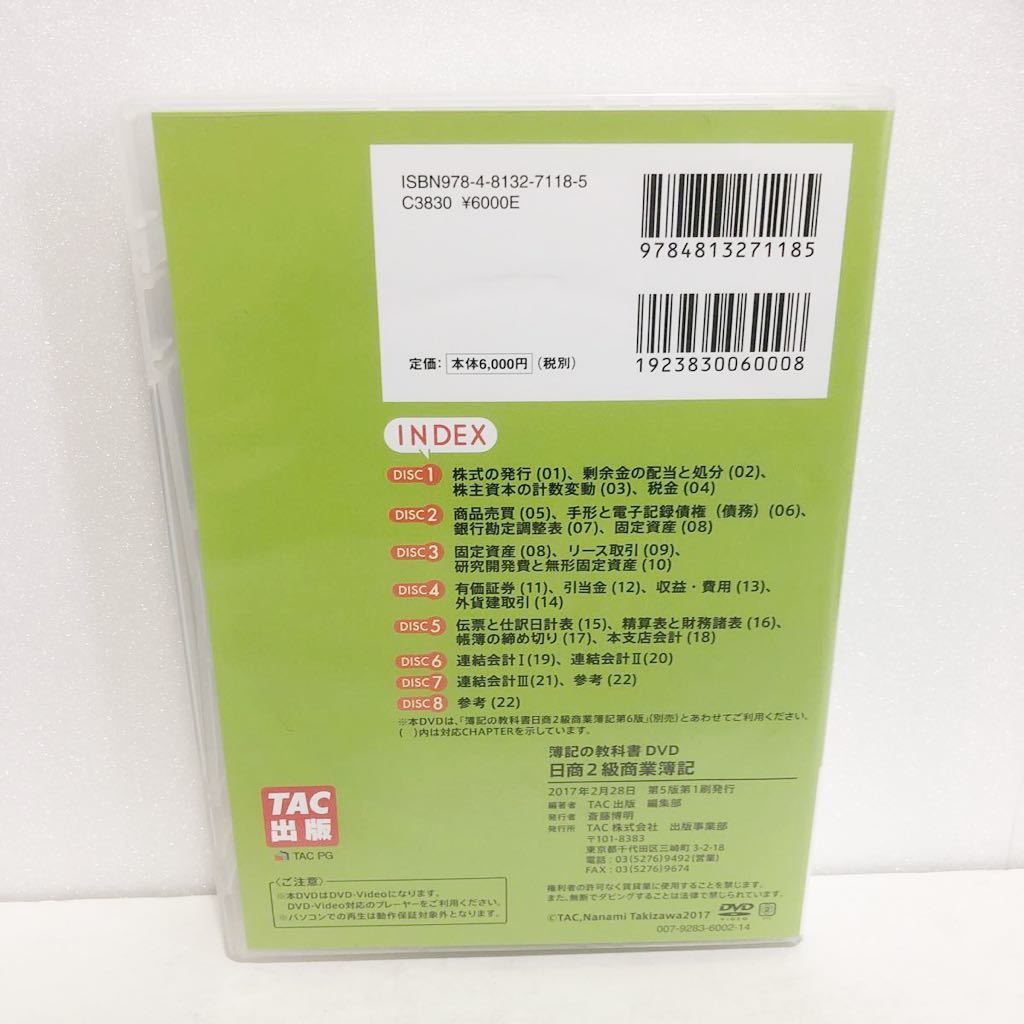 ISBN978-4-8132-7118-5
C3830 ¥6000E
9784813271185
定価：本体6,000円（税別）
1923830060008
INDEX
DISC1 株式の発行(01)、剰余金の配当と処分(02)、
株主資本の計数変動(03)、税金(04)
DISC2 商品売買(05)、手形と電子記録債権（債務）(06)、
銀行勘定調整表(07)、固定資産(08)
DISC3 固定資産(08)、リース取引(09)、
研究開発費と無形固定資産(10)
DISC4 有価証券(11)、引当金(12)、収益・費用(13)、
外貨建取引(14)
DISC5 伝票と仕訳日計表(15)、精算表と財務諸表(16)、
帳簿の締め切り(17)、本支店会計(18)
DISC6 連結会計Ⅰ(19)、連結会計Ⅱ(20)
DISC7 連結会計Ⅲ(21)、参考(22)
DISC8 参考(22)
※本DVDは、「簿記の教科書日商2級商業簿記第6版」(別売)とあわせてご利用ください。
(　)内は対応CHAPTERを示しています。
簿記の教科書DVD
日商2級商業簿記
2017年2月28日　第5版第1刷発行
編著者　TAC出版　編集部
発行者　斎藤博明
発行所　TAC株式会社　出版事業部
〒101-8383
東京都千代田区三崎町3-2-18
電話：03(5276)9492(営業)
FAX：03(5276)9674
権利者の許可なく賃貸業に使用することを禁じます。
また、無断でダビングすることは法律で禁じられています。
©TAC,Nanami Takizawa2017
DVD VIDEO 2
007-9283-6002-14
TAC
出版
TAC PG
〈ご注意〉
※本DVDはDVD-Videoになります。
DVD-Video対応のプレーヤーをご利用ください。
※パソコンでの再生は動作保証対象外となります。